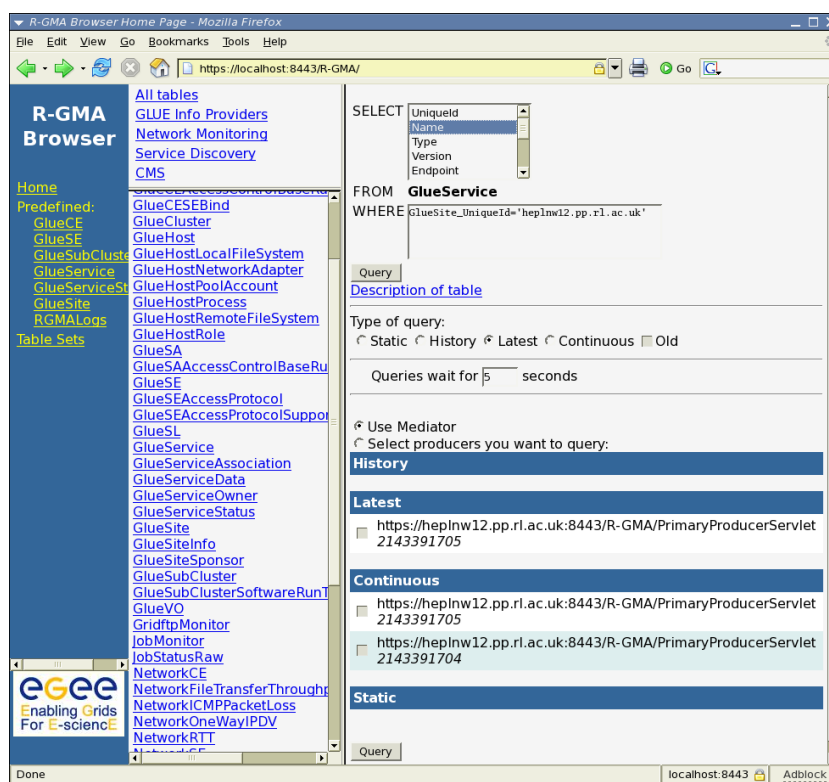 R-GMA Browser Home Page - Mozilla Firefox
File Edit View Go Bookmarks Tools Help
https://localhost:8443/R-GMA/
Go
G
R-GMA
Browser
Home
Predefined:
GlueCE
GlueSE
GlueSubCluste
GlueService
GlueServiceSt
GlueSite
RGMALogs
Table Sets
egee
Enabling Grids
For E-sciencE
All tables
GLUE Info Providers
Network Monitoring
Service Discovery
CMS
GlueCEAccessControlBaseRu
GlueCESEBind
GlueCluster
GlueHost
GlueHostLocalFileSystem
GlueHostNetworkAdapter
GlueHostPoolAccount
GlueHostProcess
GlueHostRemoteFileSystem
GlueHostRole
GlueSA
GlueSAAccessControlBaseRu
GlueSE
GlueSEAccessProtocol
GlueSEAccessProtocolSuppor
GlueSL
GlueService
GlueServiceAssociation
GlueServiceData
GlueServiceOwner
GlueServiceStatus
GlueSite
GlueSiteInfo
GlueSiteSponsor
GlueSubCluster
GlueSubClusterSoftwareRunT
GlueVO
GridftpMonitor
JobMonitor
JobStatusRaw
NetworkCE
NetworkFileTransferThroughp
NetworkICMPPacketLoss
NetworkOneWayIPDV
NetworkRTT
NetworkSE
SELECT
UniqueId
Name
Type
Version
Endpoint
FROM GlueService
WHERE GlueSite_UniqueId='heplnw12.pp.rl.ac.uk'
Query
Description of table
Type of query:
Static History Latest Continuous Old
Queries wait for 5 seconds
Use Mediator
Select producers you want to query:
History
Latest
https://heplnw12.pp.rl.ac.uk:8443/R-GMA/PrimaryProducerServlet
2143391705
Continuous
https://heplnw12.pp.rl.ac.uk:8443/R-GMA/PrimaryProducerServlet
2143391705
https://heplnw12.pp.rl.ac.uk:8443/R-GMA/PrimaryProducerServlet
2143391704
Static
Query
Done
localhost:8443
Adblock